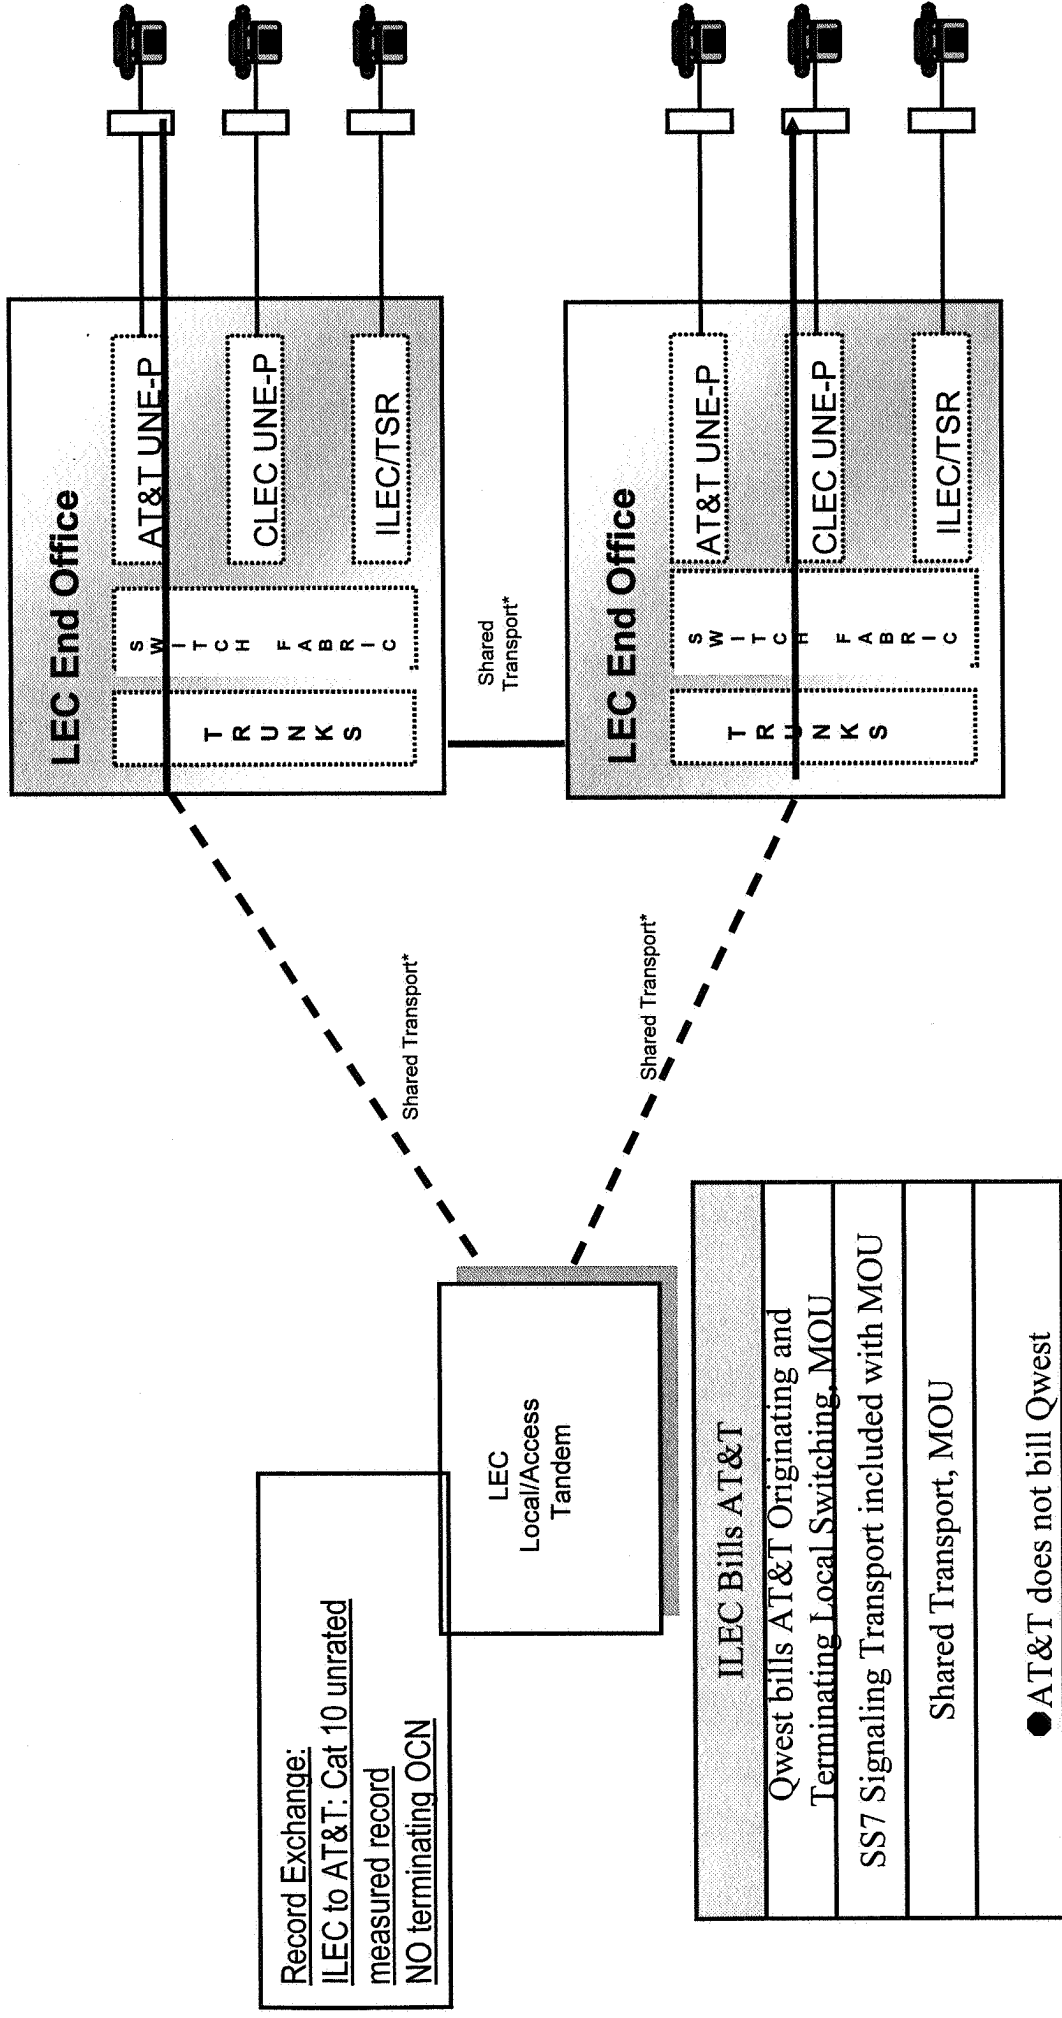 Record Exchange:
ILEC to AT&T: Cat 10 unrated
measured record
NO terminating OCN
LEC
Local/Access
Tandem
Shared Transport*
Shared Transport*
Shared
Transport*
LEC End Office
TRUNKS
SWITCH FABRIC
AT&T UNE-P
CLEC UNE-P
ILEC/TSR
LEC End Office
TRUNKS
SWITCH FABRIC
AT&T UNE-P
CLEC UNE-P
ILEC/TSR
ILEC Bills AT&T
Qwest bills AT&T Originating and
Terminating Local Switching, MOU
SS7 Signaling Transport included with MOU
Shared Transport, MOU
●AT&T does not bill Qwest